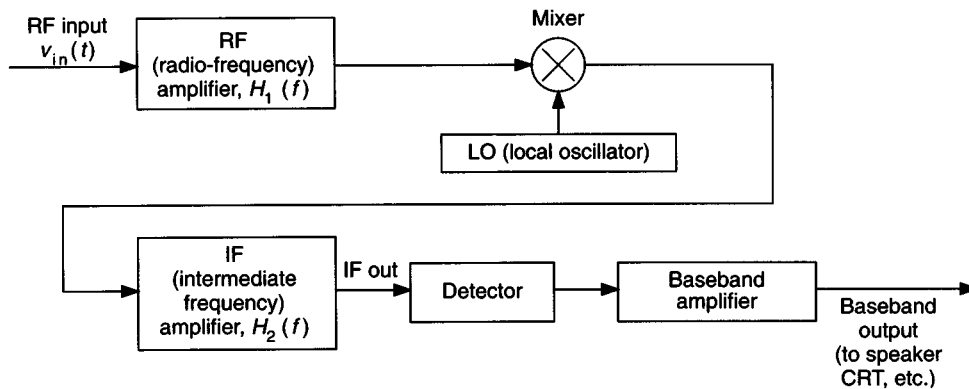 RF input
v_in(t)
RF
(radio-frequency)
amplifier, H_1 (f)
Mixer
LO (local oscillator)
IF
(intermediate
frequency)
amplifier, H_2 (f)
IF out
Detector
Baseband
amplifier
Baseband
output
(to speaker
CRT, etc.)